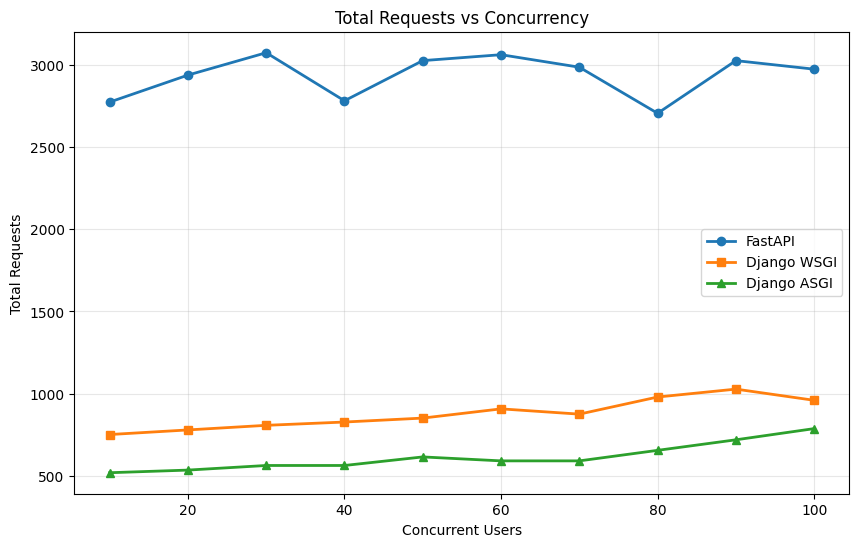 Total Requests vs Concurrency
Total Requests
3000
2500
2000
1500
1000
500
FastAPI
Django WSGI
Django ASGI
20
40
60
80
100
Concurrent Users